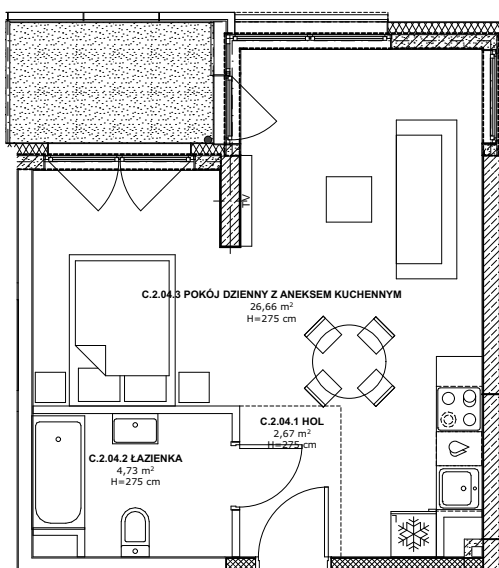 TV
C.2.04.3 POKÓJ DZIENNY Z ANEKSEM KUCHENNYM
26,66 m²
H=275 cm
C.2.04.1 HOL
2,67 m²
H=275 cm
C.2.04.2 ŁAZIENKA
4,73 m²
H=275 cm